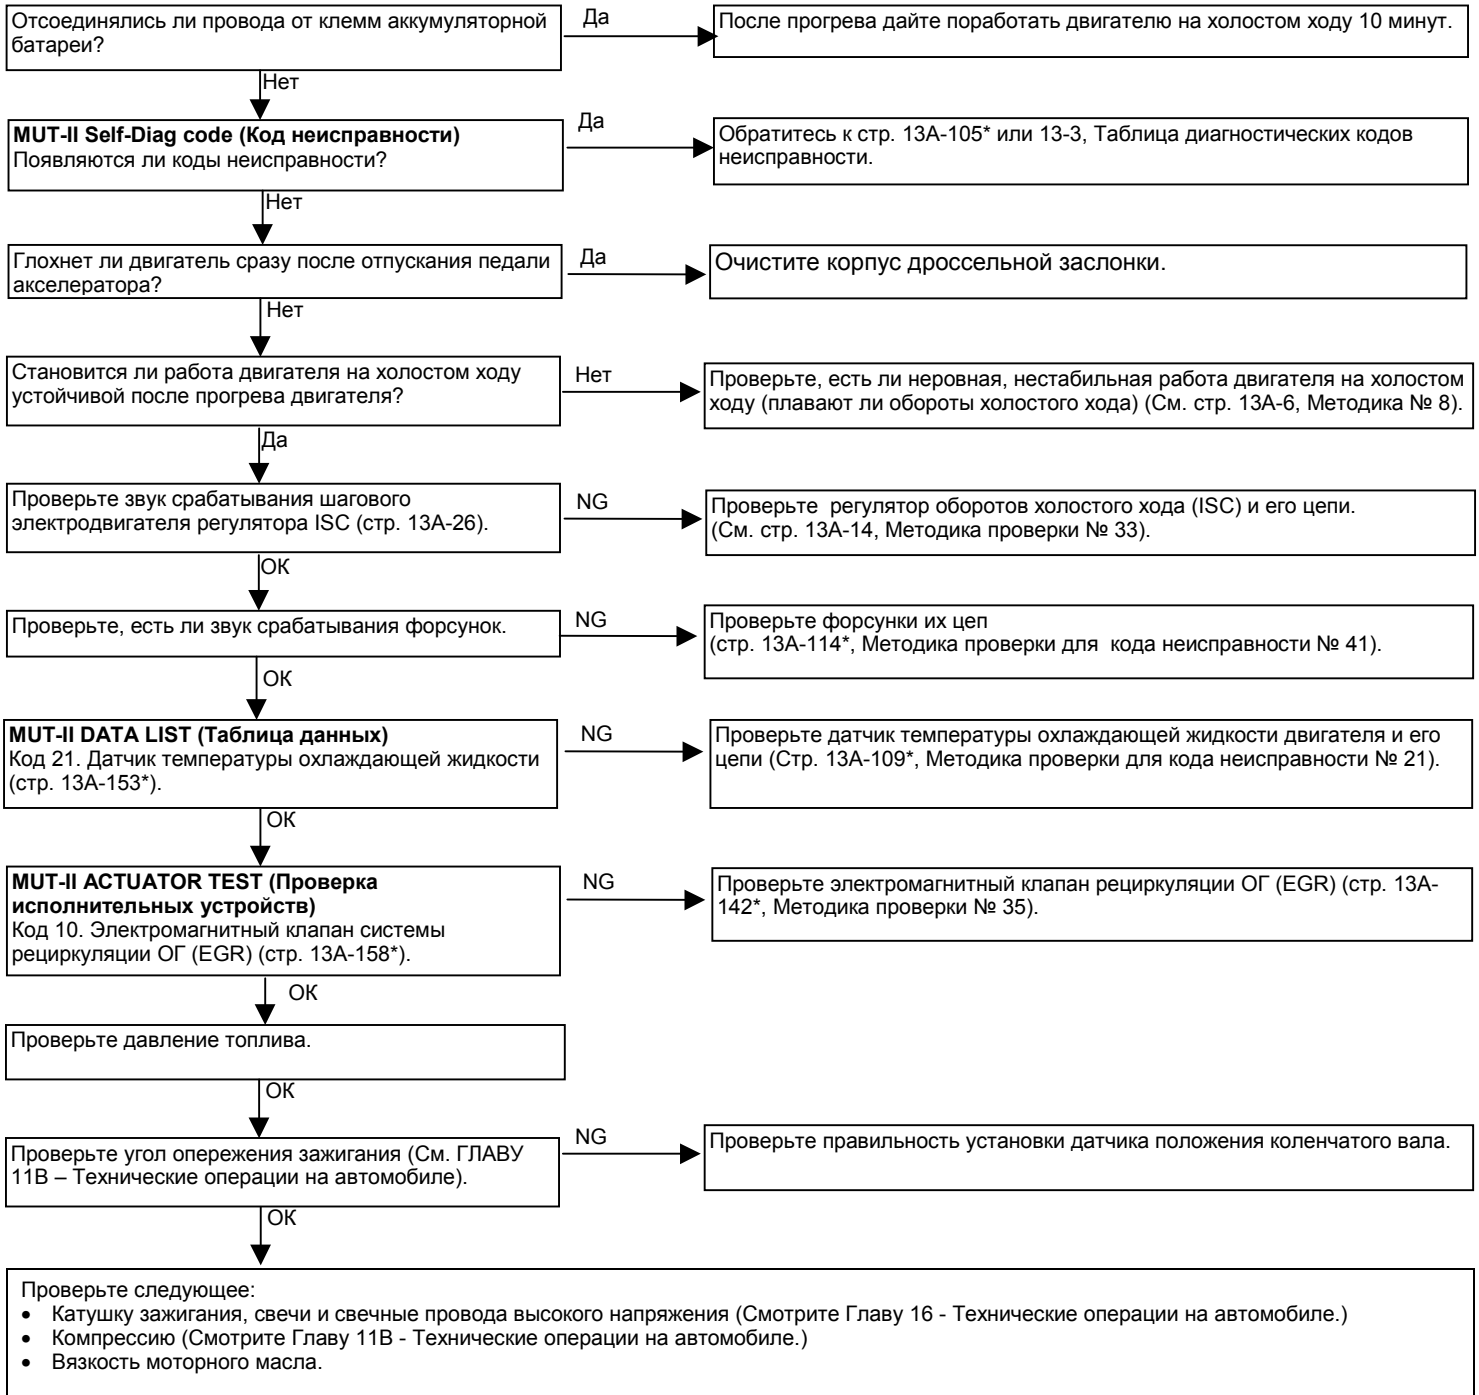 Отсоединялись ли провода от клемм аккумуляторной
батареи?
Да
После прогрева дайте поработать двигателю на холостом ходу 10 минут.
Нет
MUT-II Self-Diag code (Код неисправности)
Появляются ли коды неисправности?
Да
Обратитесь к стр. 13А-105* или 13-3, Таблица диагностических кодов
неисправности.
Нет
Глохнет ли двигатель сразу после отпускания педали
акселератора?
Да
Очистите корпус дроссельной заслонки.
Нет
Становится ли работа двигателя на холостом ходу
устойчивой после прогрева двигателя?
Нет
Проверьте, есть ли неровная, нестабильная работа двигателя на холостом
ходу (плавают ли обороты холостого хода) (См. стр. 13А-6, Методика № 8).
Да
Проверьте звук срабатывания шагового
электродвигателя регулятора ISC (стр. 13А-26).
NG
Проверьте  регулятор оборотов холостого хода (ISC) и его цепи.
(См. стр. 13А-14, Методика проверки № 33).
ОК
Проверьте, есть ли звук срабатывания форсунок.
NG
Проверьте форсунки их цеп
(стр. 13А-114*, Методика проверки для  кода неисправности № 41).
ОК
MUT-II DATA LIST (Таблица данных)
Код 21. Датчик температуры охлаждающей жидкости
(стр. 13А-153*).
NG
Проверьте датчик температуры охлаждающей жидкости двигателя и его
цепи (Стр. 13А-109*, Методика проверки для кода неисправности № 21).
ОК
MUT-II ACTUATOR TEST (Проверка
исполнительных устройств)
Код 10. Электромагнитный клапан системы
рециркуляции ОГ (EGR) (стр. 13А-158*).
NG
Проверьте электромагнитный клапан рециркуляции ОГ (EGR) (стр. 13А-
142*, Методика проверки № 35).
ОК
Проверьте давление топлива.
ОК
Проверьте угол опережения зажигания (См. ГЛАВУ
11В – Технические операции на автомобиле).
NG
Проверьте правильность установки датчика положения коленчатого вала.
ОК
Проверьте следующее:
• Катушку зажигания, свечи и свечные провода высокого напряжения (Смотрите Главу 16 - Технические операции на автомобиле.)
• Компрессию (Смотрите Главу 11В - Технические операции на автомобиле.)
• Вязкость моторного масла.